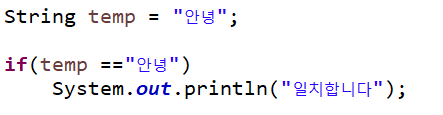 String temp = "안녕";
if(temp =="안녕")
System.out.println("일치합니다");